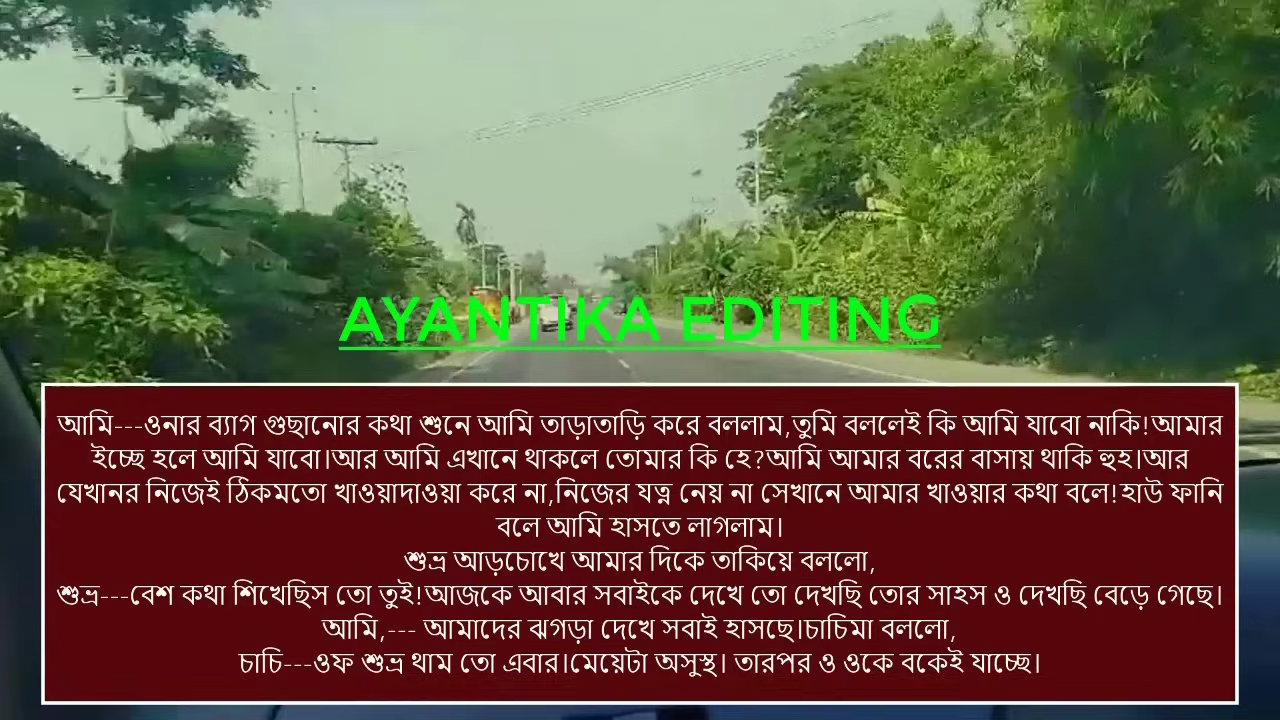 AYANTIKA EDITING
আমি---ওনার ব্যাগ গুছানোর কথা শুনে আমি তাড়াতাড়ি করে বললাম,তুমি বললেই কি আমি যাবো নাকি!আমার
ইচ্ছে হলে আমি যাবো।আর আমি এখানে থাকলে তোমার কি হে?আমি আমার বরের বাসায় থাকি হুহ।আর
যেখানর নিজেই ঠিকমতো খাওয়াদাওয়া করে না,নিজের যত্ন নেয় না সেখানে আমার খাওয়ার কথা বলে!হাউ ফানি
বলে আমি হাসতে লাগলাম।
শুভ্র আড়চোখে আমার দিকে তাকিয়ে বললো,
শুভ্র---বেশ কথা শিখেছিস তো তুই!আজকে আবার সবাইকে দেখে তো দেখছি তোর সাহস ও দেখছি বেড়ে গেছে।
আমি,--- আমাদের ঝগড়া দেখে সবাই হাসছে।চাচিমা বললো,
চাচি---ওফ শুভ্র থাম তো এবার।মেয়েটা অসুস্থ। তারপর ও ওকে বকেই যাচ্ছে।